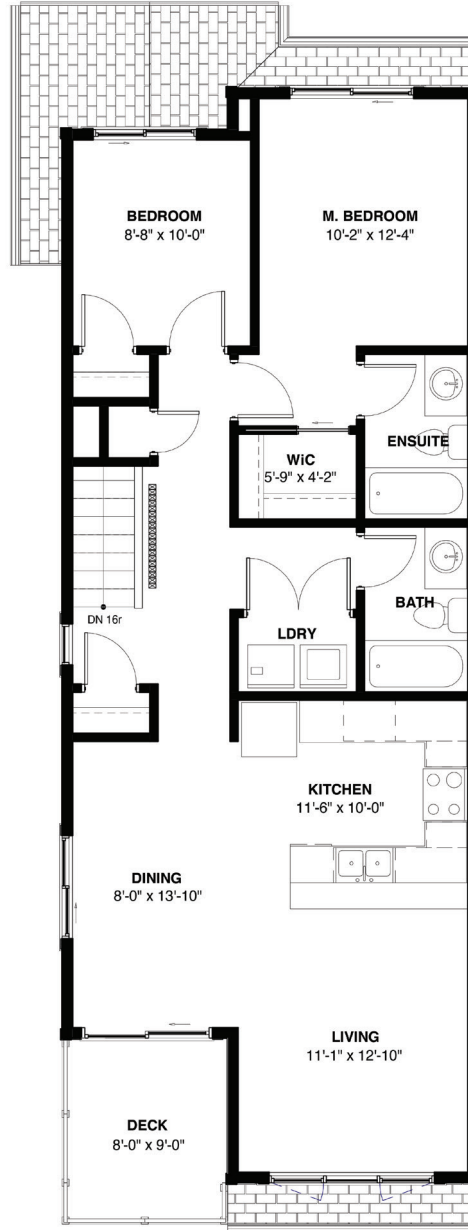 BEDROOM
8'-8" x 10'-0"
M. BEDROOM
10'-2" x 12'-4"
ENSUITE
WiC
5'-9" x 4'-2"
BATH
DN 16r
LDRY
KITCHEN
11'-6" x 10'-0"
DINING
8'-0" x 13'-10"
LIVING
11'-1" x 12'-10"
DECK
8'-0" x 9'-0"